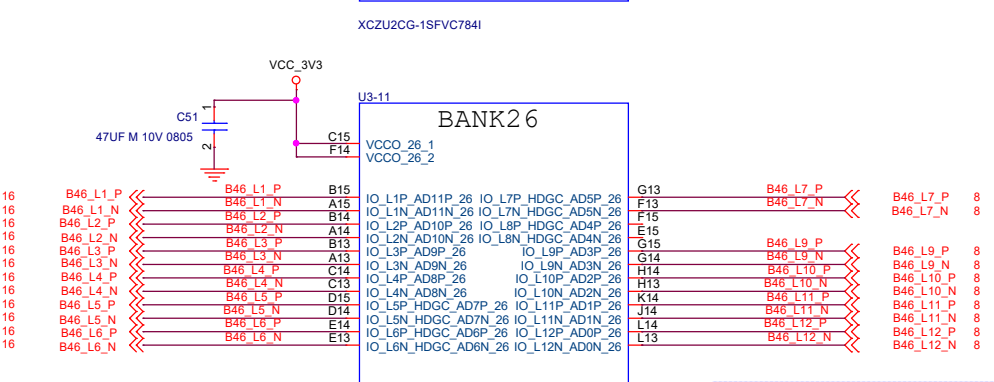 XCZU2CG-1SFVC784I
VCC_3V3
U3-11
BANK26
C51
1
47UF M 10V 0805
2
C15 VCCO_26_1
F14 VCCO_26_2
16 B46_L1_P B46_L1_P B15 IO_L1P_AD11P_26 IO_L7P_HDGC_AD5P_26 G13 B46_L7_P B46_L7_P 8
16 B46_L1_N B46_L1_N A15 IO_L1N_AD11N_26 IO_L7N_HDGC_AD5N_26 F13 B46_L7_N B46_L7_N 8
16 B46_L2_P B46_L2_P B14 IO_L2P_AD10P_26 IO_L8P_HDGC_AD4P_26 F15
16 B46_L2_N B46_L2_N A14 IO_L2N_AD10N_26 IO_L8N_HDGC_AD4N_26 E15
16 B46_L3_P B46_L3_P B13 IO_L3P_AD9P_26 IO_L9P_AD3P_26 G15 B46_L9_P B46_L9_P 8
16 B46_L3_N B46_L3_N A13 IO_L3N_AD9N_26 IO_L9N_AD3N_26 G14 B46_L9_N B46_L9_N 8
16 B46_L4_P B46_L4_P C14 IO_L4P_AD8P_26 IO_L10P_AD2P_26 H14 B46_L10_P B46_L10_P 8
16 B46_L4_N B46_L4_N C13 IO_L4N_AD8N_26 IO_L10N_AD2N_26 H13 B46_L10_N B46_L10_N 8
16 B46_L5_P B46_L5_P D15 IO_L5P_HDGC_AD7P_26 IO_L11P_AD1P_26 K14 B46_L11_P B46_L11_P 8
16 B46_L5_N B46_L5_N D14 IO_L5N_HDGC_AD7N_26 IO_L11N_AD1N_26 J14 B46_L11_N B46_L11_N 8
16 B46_L6_P B46_L6_P E14 IO_L6P_HDGC_AD6P_26 IO_L12P_AD0P_26 L14 B46_L12_P B46_L12_P 8
16 B46_L6_N B46_L6_N E13 IO_L6N_HDGC_AD6N_26 IO_L12N_AD0N_26 L13 B46_L12_N B46_L12_N 8